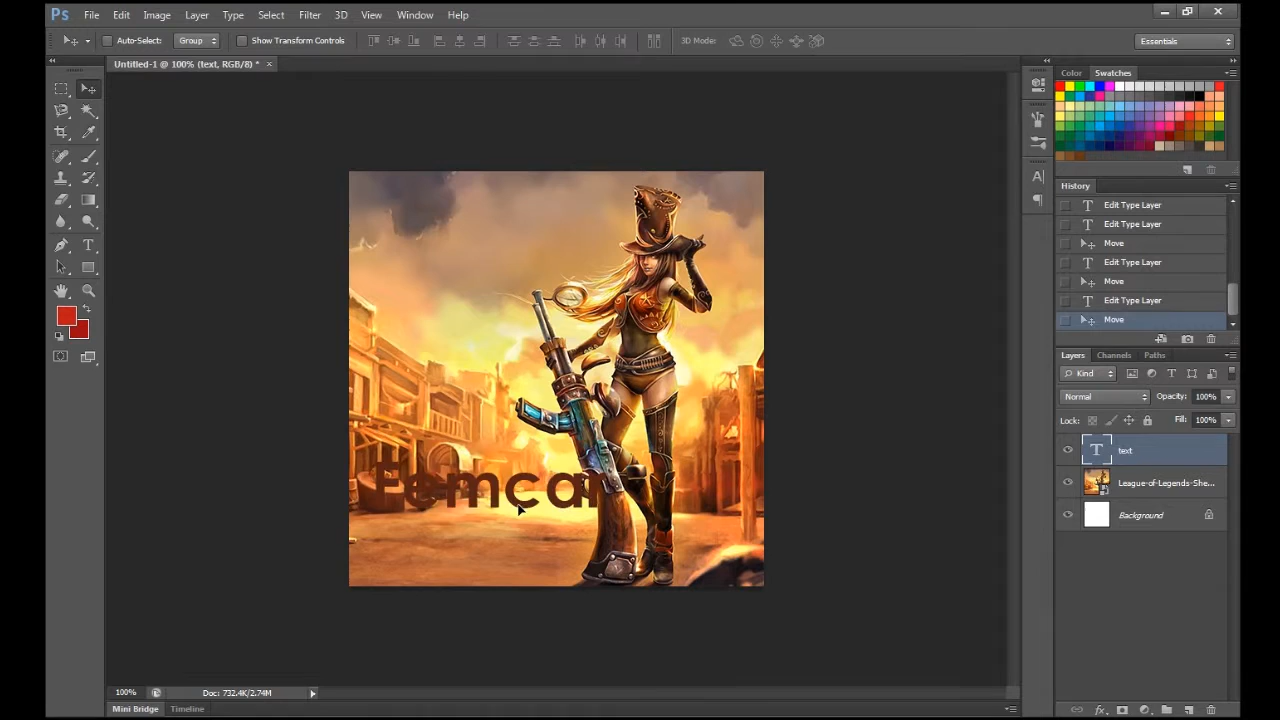 Ps File Edit Image Layer Type Select Filter 3D View Window Help
Auto-Select: Group Show Transform Controls 3D Mode: Essentials
Untitled-1 @ 100% (text, RGB/8) *
Color Swatches
History
Edit Type Layer
Edit Type Layer
Move
Edit Type Layer
Move
Edit Type Layer
Move
Layers Channels Paths
Kind
Normal Opacity: 100%
Lock: Fill: 100%
text
League-of-Legends-She...
Background
Femcar
100% Doc: 732.4K/2.74M
Mini Bridge Timeline